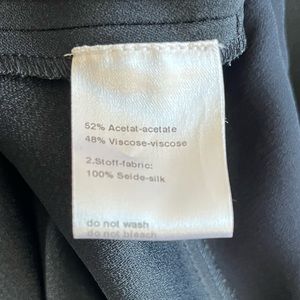 52% Acetat-acetate
48% Viscose-viscose
2.Stoff-fabric:
100% Seide-silk
do not wash
do not bleach